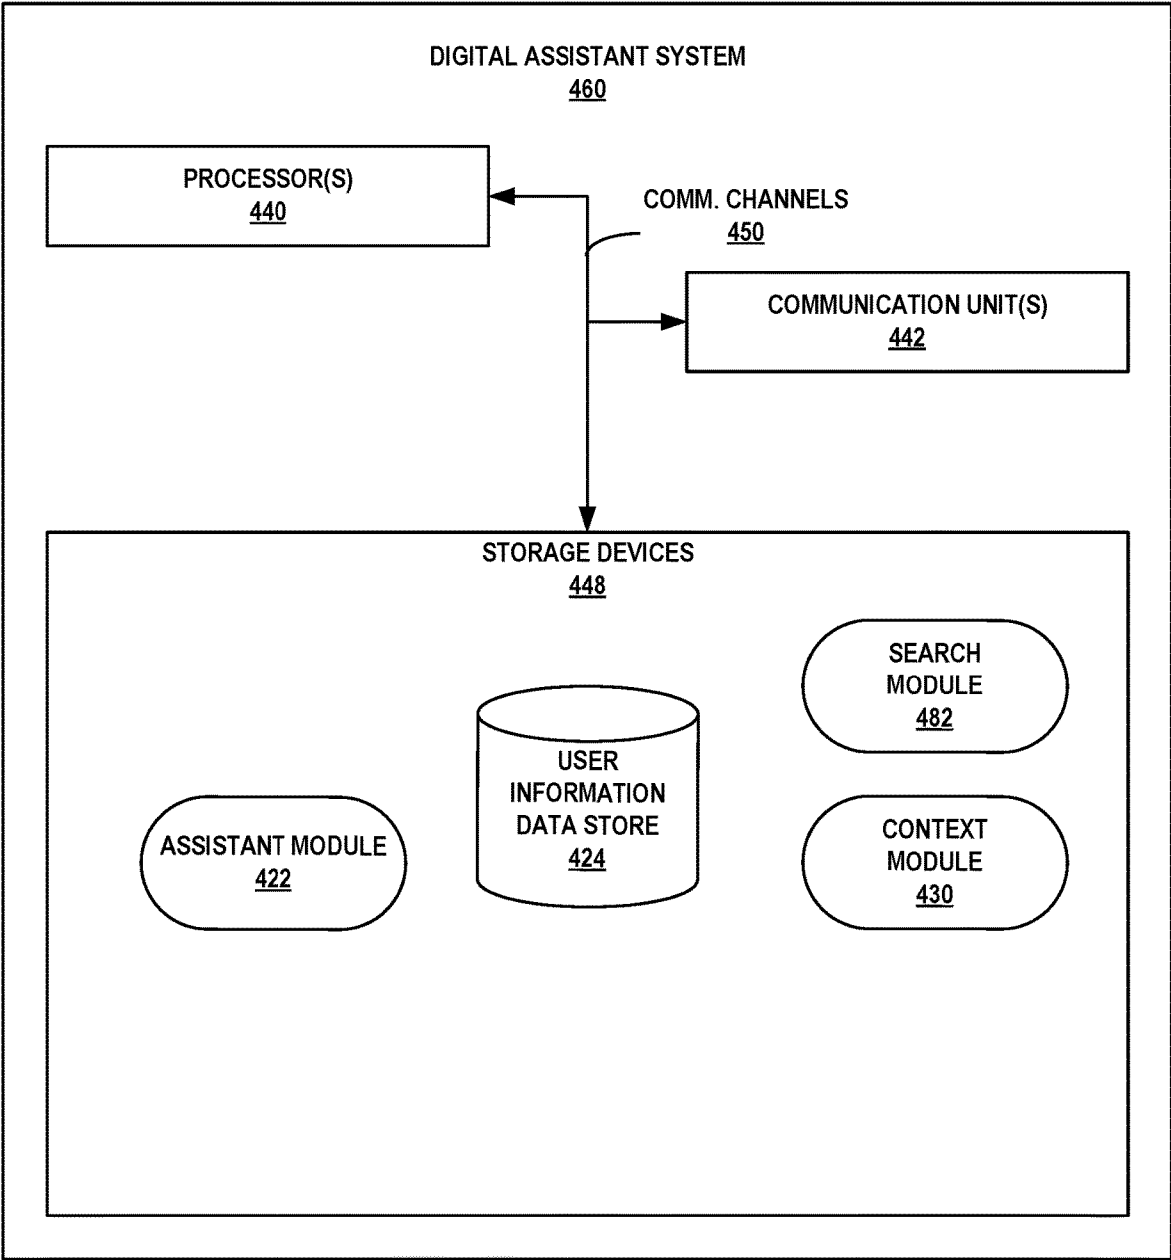 DIGITAL ASSISTANT SYSTEM
460
PROCESSOR(S)
440
COMM. CHANNELS
450
COMMUNICATION UNIT(S)
442
STORAGE DEVICES
448
SEARCH
MODULE
482
USER
INFORMATION
DATA STORE
424
ASSISTANT MODULE
422
CONTEXT
MODULE
430